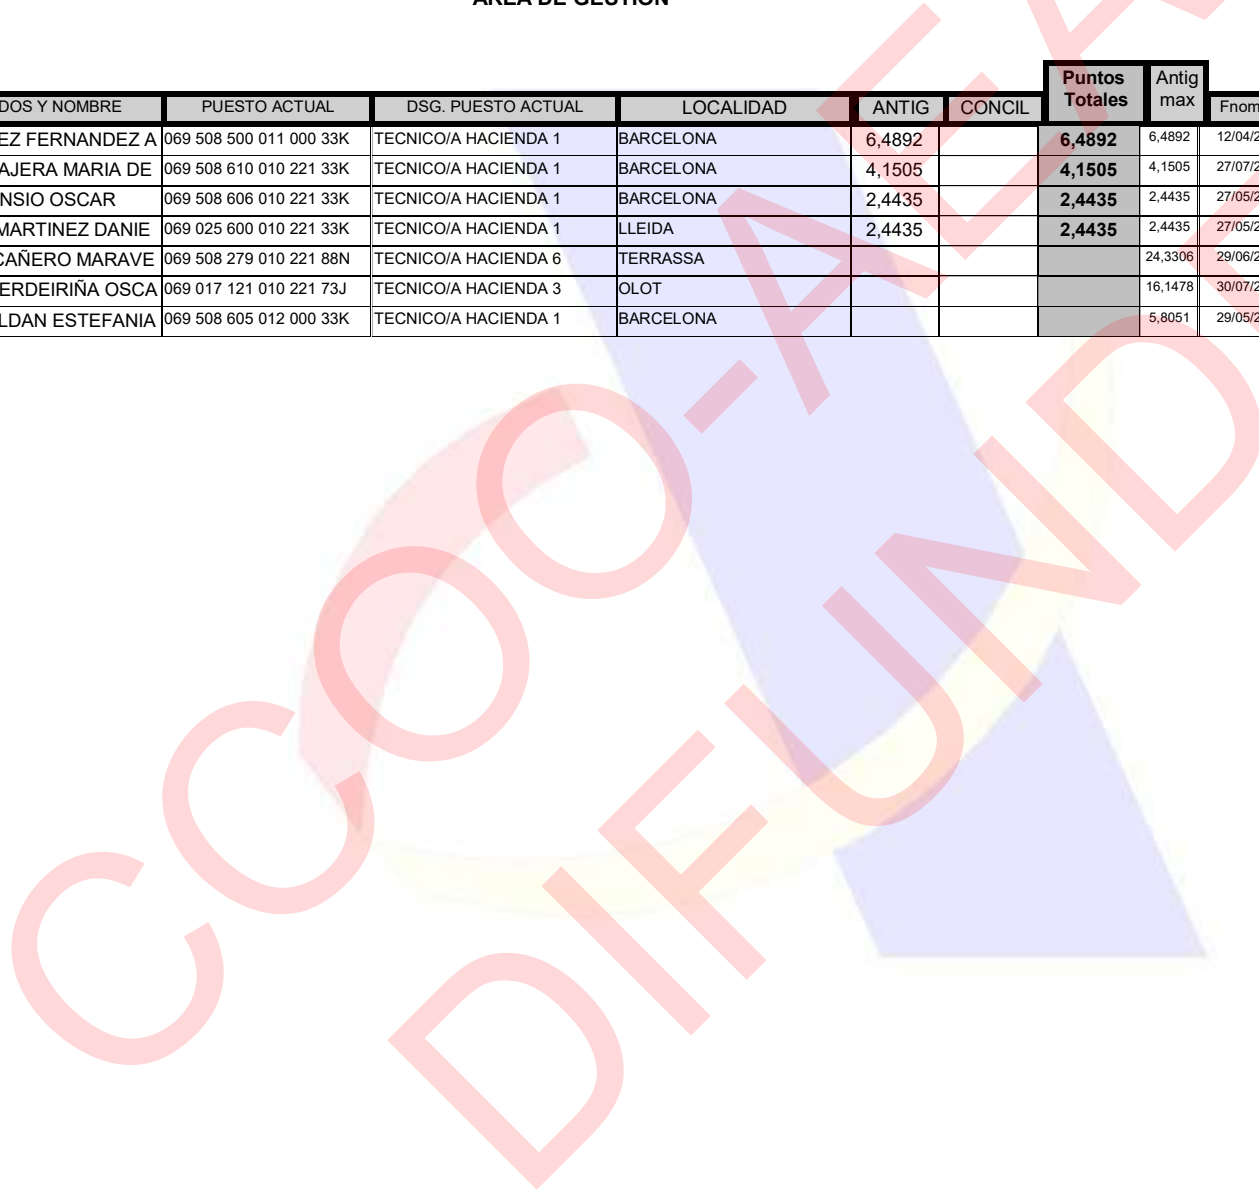 AREA DE GESTION
Puntos Totales Antig max
DOS Y NOMBRE PUESTO ACTUAL DSG. PUESTO ACTUAL LOCALIDAD ANTIG CONCIL Fnom
EZ FERNANDEZ A 069 508 500 011 000 33K TECNICO/A HACIENDA 1 BARCELONA 6,4892 6,4892 6,4892 12/04/2
AJERA MARIA DE 069 508 610 010 221 33K TECNICO/A HACIENDA 1 BARCELONA 4,1505 4,1505 4,1505 27/07/2
NSIO OSCAR 069 508 606 010 221 33K TECNICO/A HACIENDA 1 BARCELONA 2,4435 2,4435 2,4435 27/05/2
MARTINEZ DANIE 069 025 600 010 221 33K TECNICO/A HACIENDA 1 LLEIDA 2,4435 2,4435 2,4435 27/05/2
CAÑERO MARAVE 069 508 279 010 221 88N TECNICO/A HACIENDA 6 TERRASSA 24,3306 29/06/2
ERDEIRIÑA OSCA 069 017 121 010 221 73J TECNICO/A HACIENDA 3 OLOT 16,1478 30/07/2
LDAN ESTEFANIA 069 508 605 012 000 33K TECNICO/A HACIENDA 1 BARCELONA 5,8051 29/05/2
CCOO-AEA
DIFUND